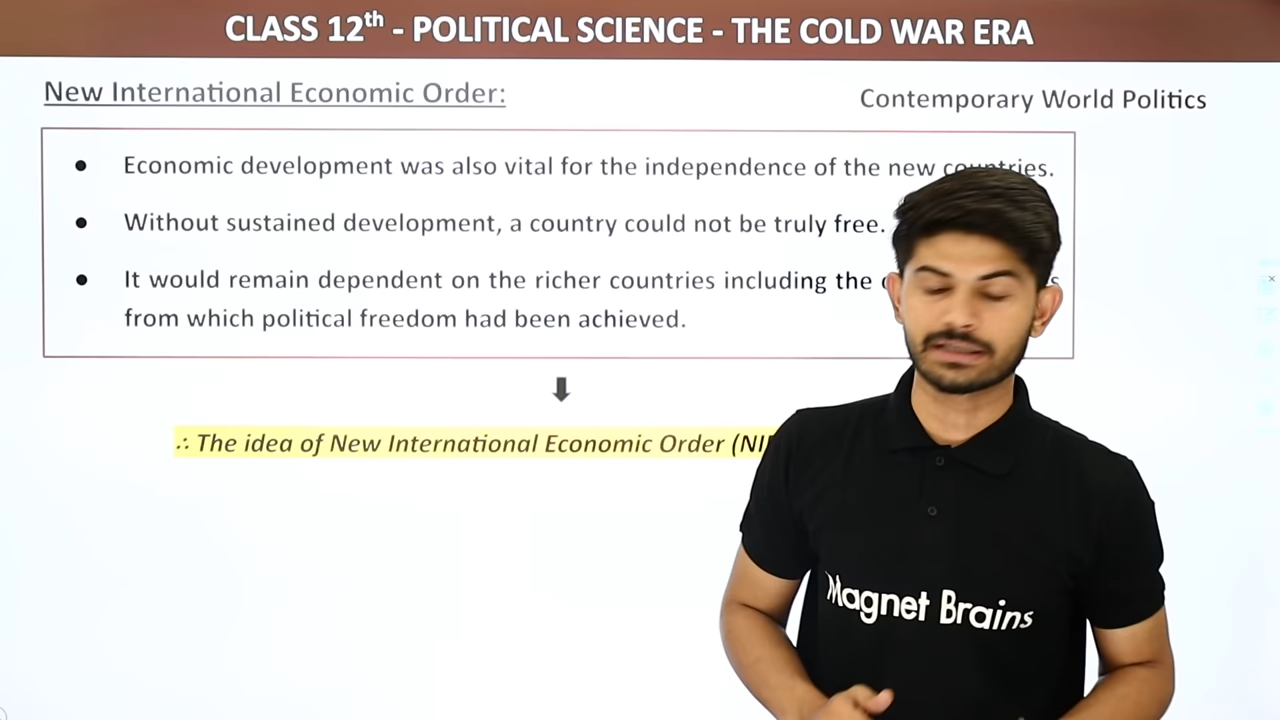 CLASS 12th - POLITICAL SCIENCE - THE COLD WAR ERA
New International Economic Order:
Contemporary World Politics
● Economic development was also vital for the independence of the new countries.
● Without sustained development, a country could not be truly free.
● It would remain dependent on the richer countries including the
from which political freedom had been achieved.
∴ The idea of New International Economic Order
Magnet Brains